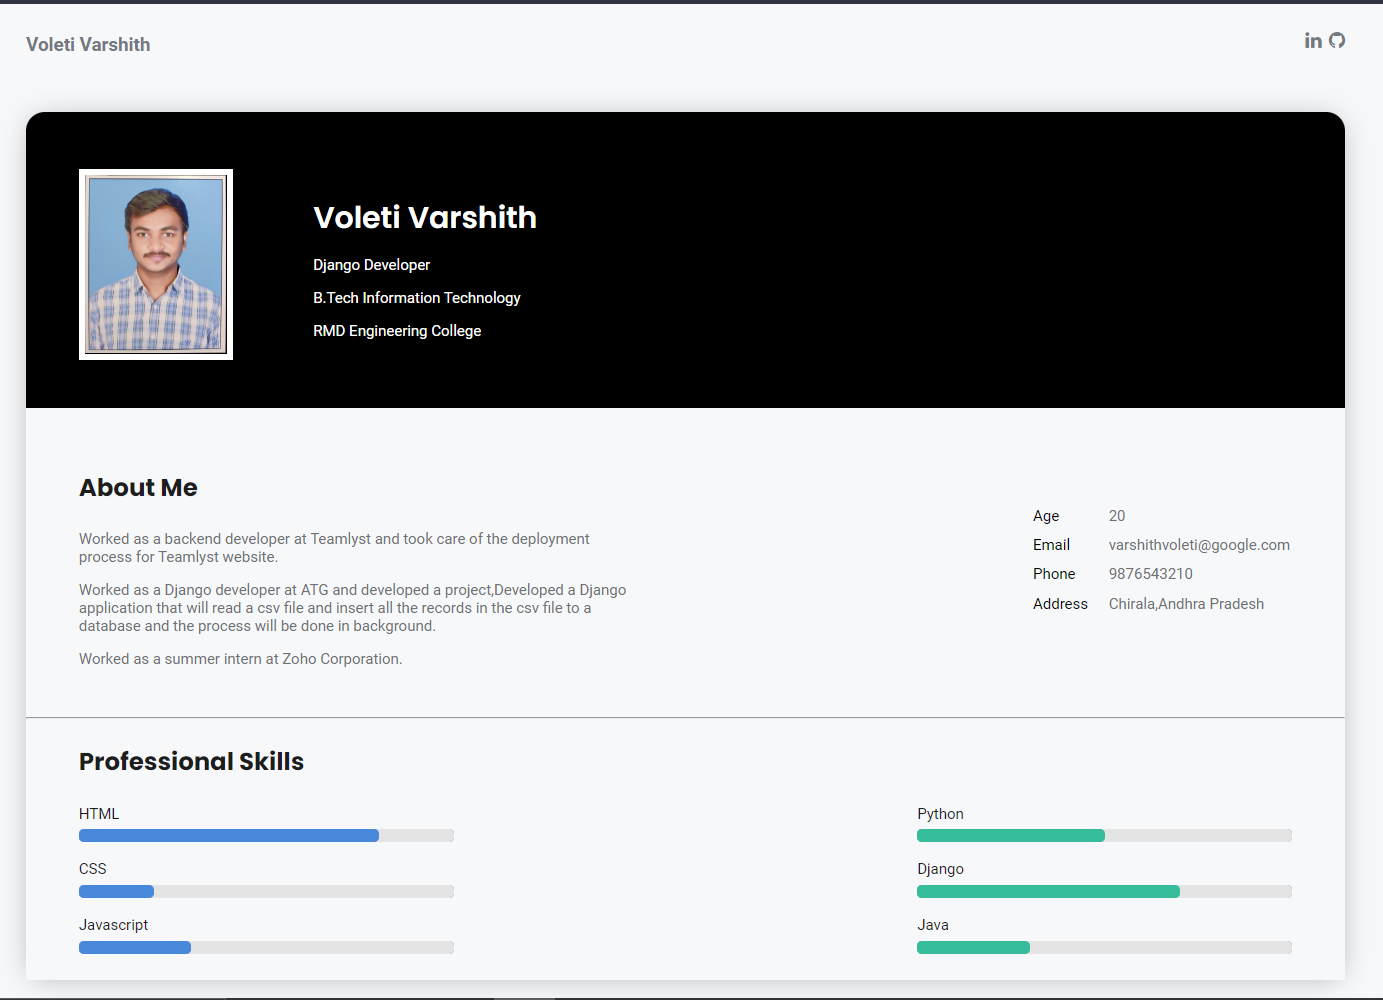 Voleti Varshith
in
Voleti Varshith
Django Developer
B.Tech Information Technology
RMD Engineering College
About Me
Worked as a backend developer at Teamlyst and took care of the deployment
process for Teamlyst website.
Worked as a Django developer at ATG and developed a project,Developed a Django
application that will read a csv file and insert all the records in the csv file to a
database and the process will be done in background.
Worked as a summer intern at Zoho Corporation.
Age 20
Email varshithvoleti@google.com
Phone 9876543210
Address Chirala,Andhra Pradesh
Professional Skills
HTML
CSS
Javascript
Python
Django
Java